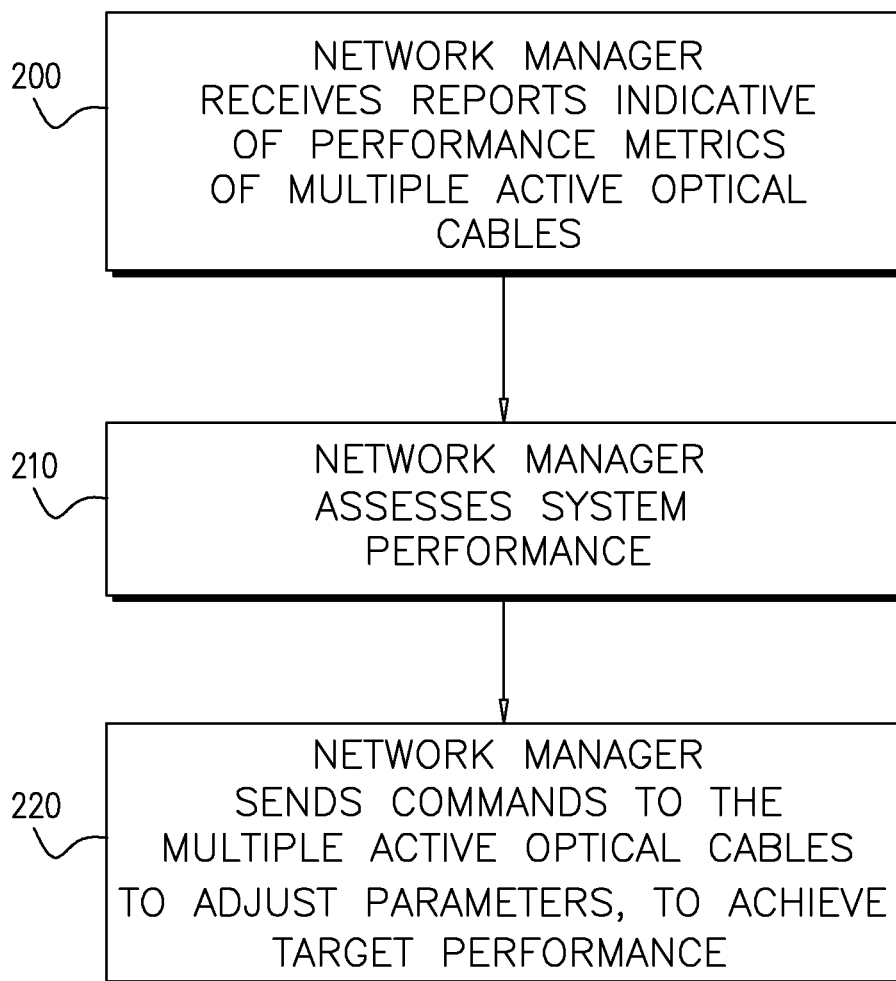 200
NETWORK MANAGER
RECEIVES REPORTS INDICATIVE
OF PERFORMANCE METRICS
OF MULTIPLE ACTIVE OPTICAL
CABLES
210
NETWORK MANAGER
ASSESSES SYSTEM
PERFORMANCE
220
NETWORK MANAGER
SENDS COMMANDS TO THE
MULTIPLE ACTIVE OPTICAL CABLES
TO ADJUST PARAMETERS, TO ACHIEVE
TARGET PERFORMANCE